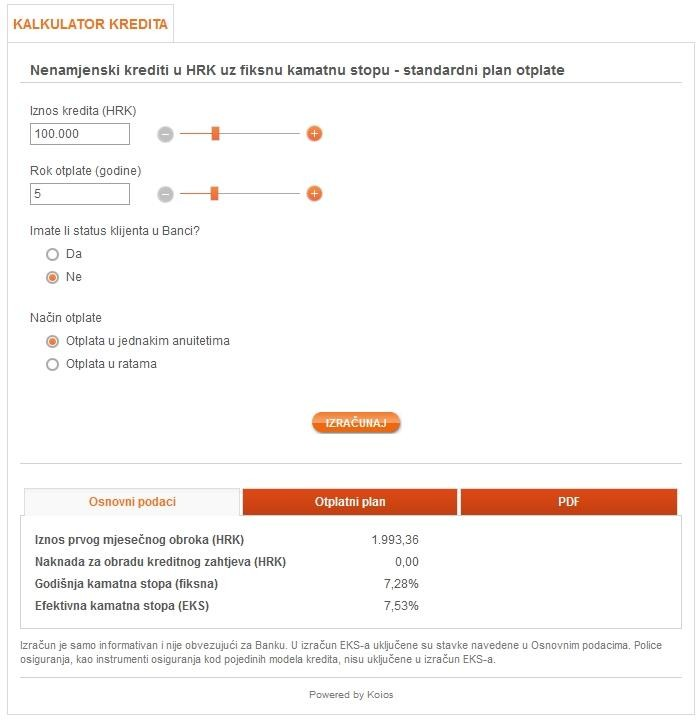 KALKULATOR KREDITA
Nenamjenski krediti u HRK uz fiksnu kamatnu stopu - standardni plan otplate
Iznos kredita (HRK)
100.000
Rok otplate (godine)
5
Imate li status klijenta u Banci?
Da
Ne
Način otplate
Otplata u jednakim anuitetima
Otplata u ratama
IZRAČUNAJ
Osnovni podaci Otplatni plan PDF
Iznos prvog mjesečnog obroka (HRK) 1.993,36
Naknada za obradu kreditnog zahtjeva (HRK) 0,00
Godišnja kamatna stopa (fiksna) 7,28%
Efektivna kamatna stopa (EKS) 7,53%
Izračun je samo informativan i nije obvezujući za Banku. U izračun EKS-a uključene su stavke navedene u Osnovnim podacima. Police
osiguranja, kao instrumenti osiguranja kod pojedinih modela kredita, nisu uključene u izračun EKS-a.
Powered by Koios